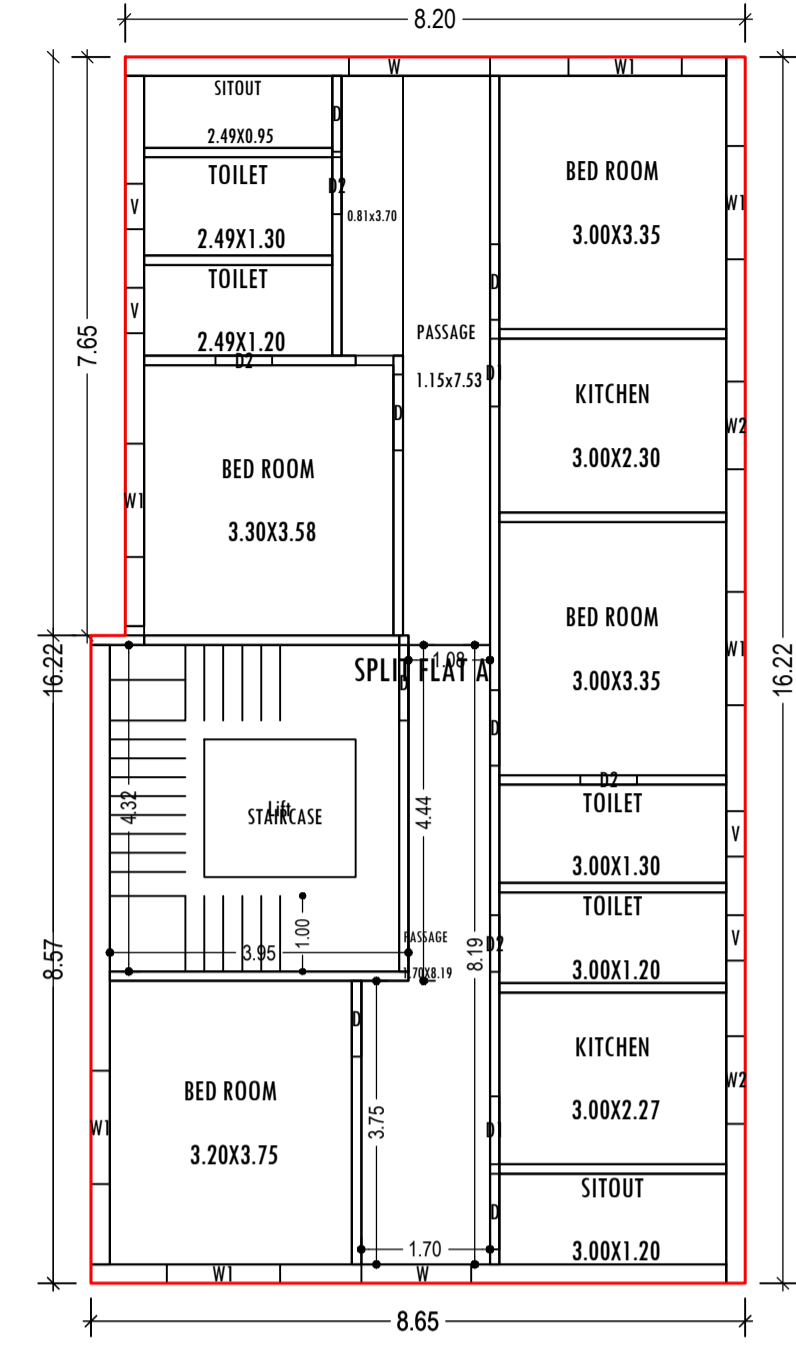 8.20
W
W1
SITOUT
2.49X0.95
D
TOILET
2.49X1.30
D2
V
0.81x3.70
BED ROOM
3.00X3.35
W1
TOILET
2.49X1.20
V
D2
D
PASSAGE
1.15x7.53
D1
7.65
KITCHEN
3.00X2.30
W2
D
BED ROOM
3.30X3.58
W1
BED ROOM
3.00X3.35
W1
16.22
16.22
1.08
SPLIT FLAT A
D
D
4.32
Lift
STAIRCASE
4.44
D2
TOILET
3.00X1.30
V
TOILET
3.00X1.20
V
D2
1.00
3.95
PASSAGE
1.70X8.19
8.19
8.57
D
BED ROOM
3.20X3.75
W1
3.75
KITCHEN
3.00X2.27
W2
D1
SITOUT
3.00X1.20
D
1.70
W1
W
8.65